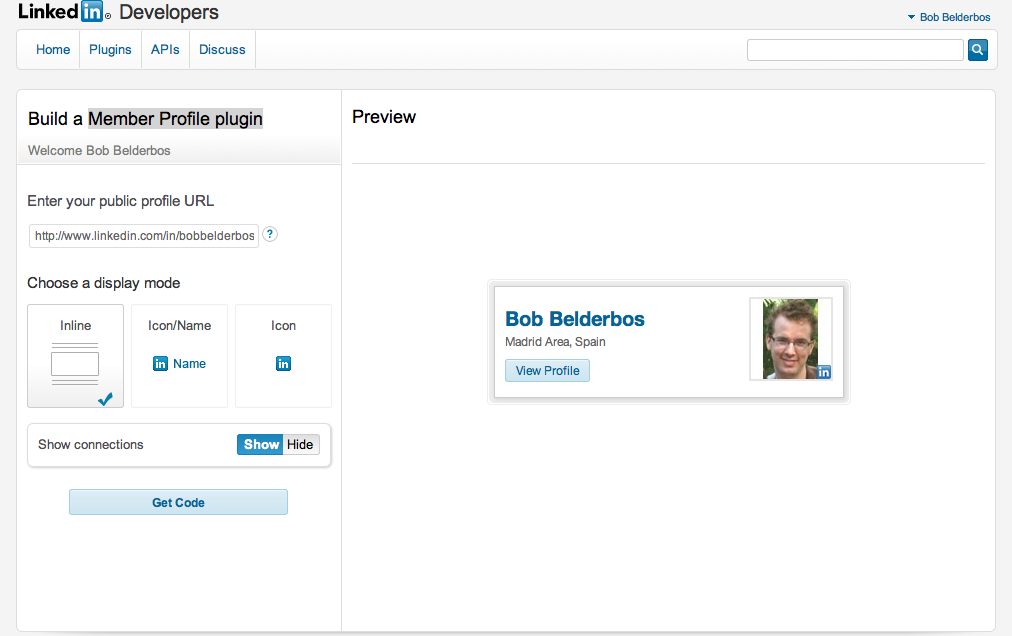 Linked in Developers
Bob Belderbos
Home Plugins APIs Discuss
Build a Member Profile plugin
Welcome Bob Belderbos
Enter your public profile URL
http://www.linkedin.com/in/bobbelderbos ?
Choose a display mode
Inline Icon/Name Icon
in Name in
Show connections Show Hide
Get Code
Preview
Bob Belderbos
Madrid Area, Spain
View Profile
in